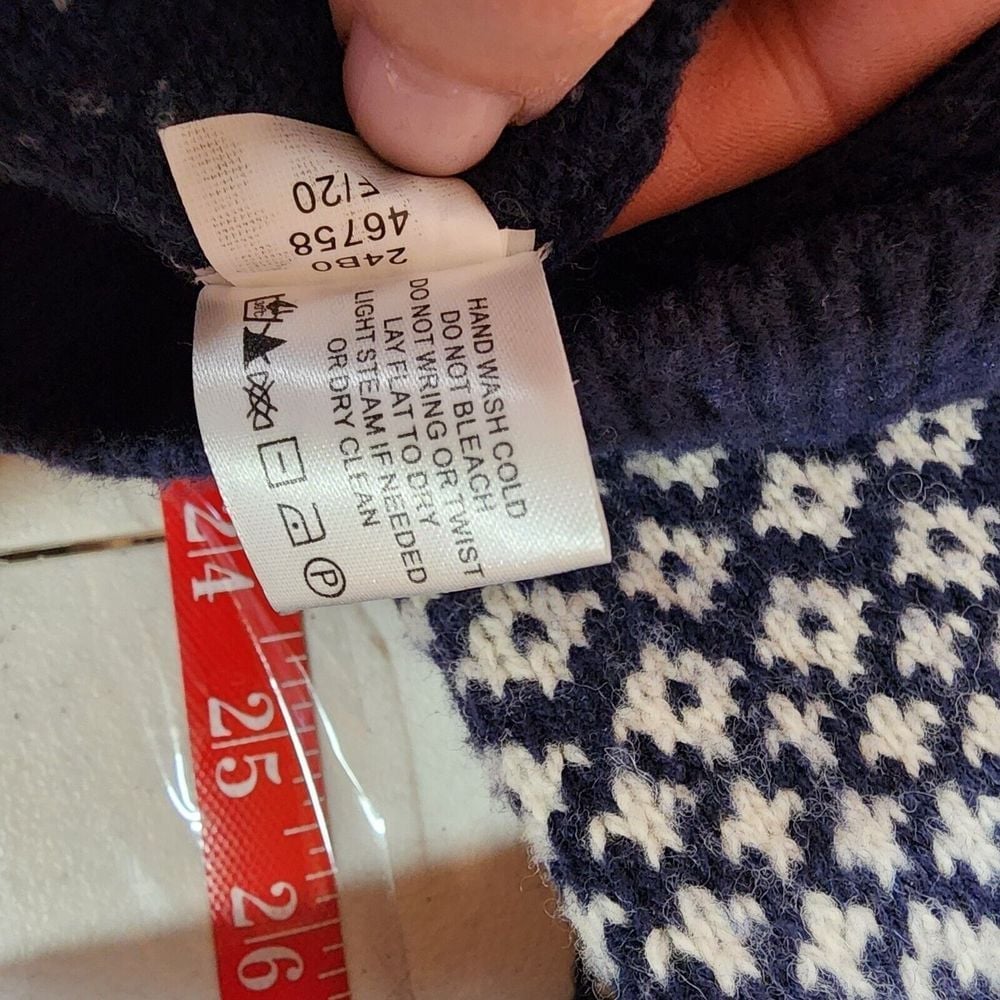 F/20
46758
24B0
HAND WASH COLD
DO NOT BLEACH
DO NOT WRING OR TWIST
LAY FLAT TO DRY
LIGHT STEAM IF NEEDED
OR DRY CLEAN
P
24
25
26